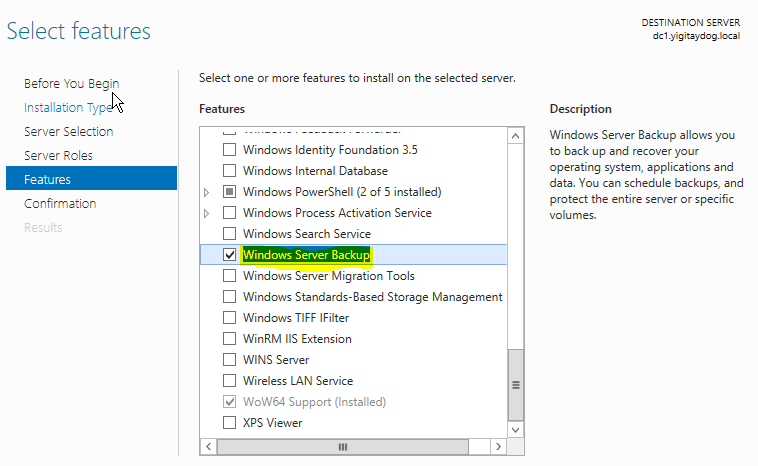 Select features
DESTINATION SERVER
dc1.yigitaydog.local
Before You Begin
Installation Type
Server Selection
Server Roles
Features
Confirmation
Results
Select one or more features to install on the selected server.
Features
Windows Identity Foundation 3.5
Windows Internal Database
Windows PowerShell (2 of 5 installed)
Windows Process Activation Service
Windows Search Service
Windows Server Backup
Windows Server Migration Tools
Windows Standards-Based Storage Management
Windows TIFF IFilter
WinRM IIS Extension
WINS Server
Wireless LAN Service
WoW64 Support (Installed)
XPS Viewer
Description
Windows Server Backup allows you
to back up and recover your
operating system, applications and
data. You can schedule backups, and
protect the entire server or specific
volumes.